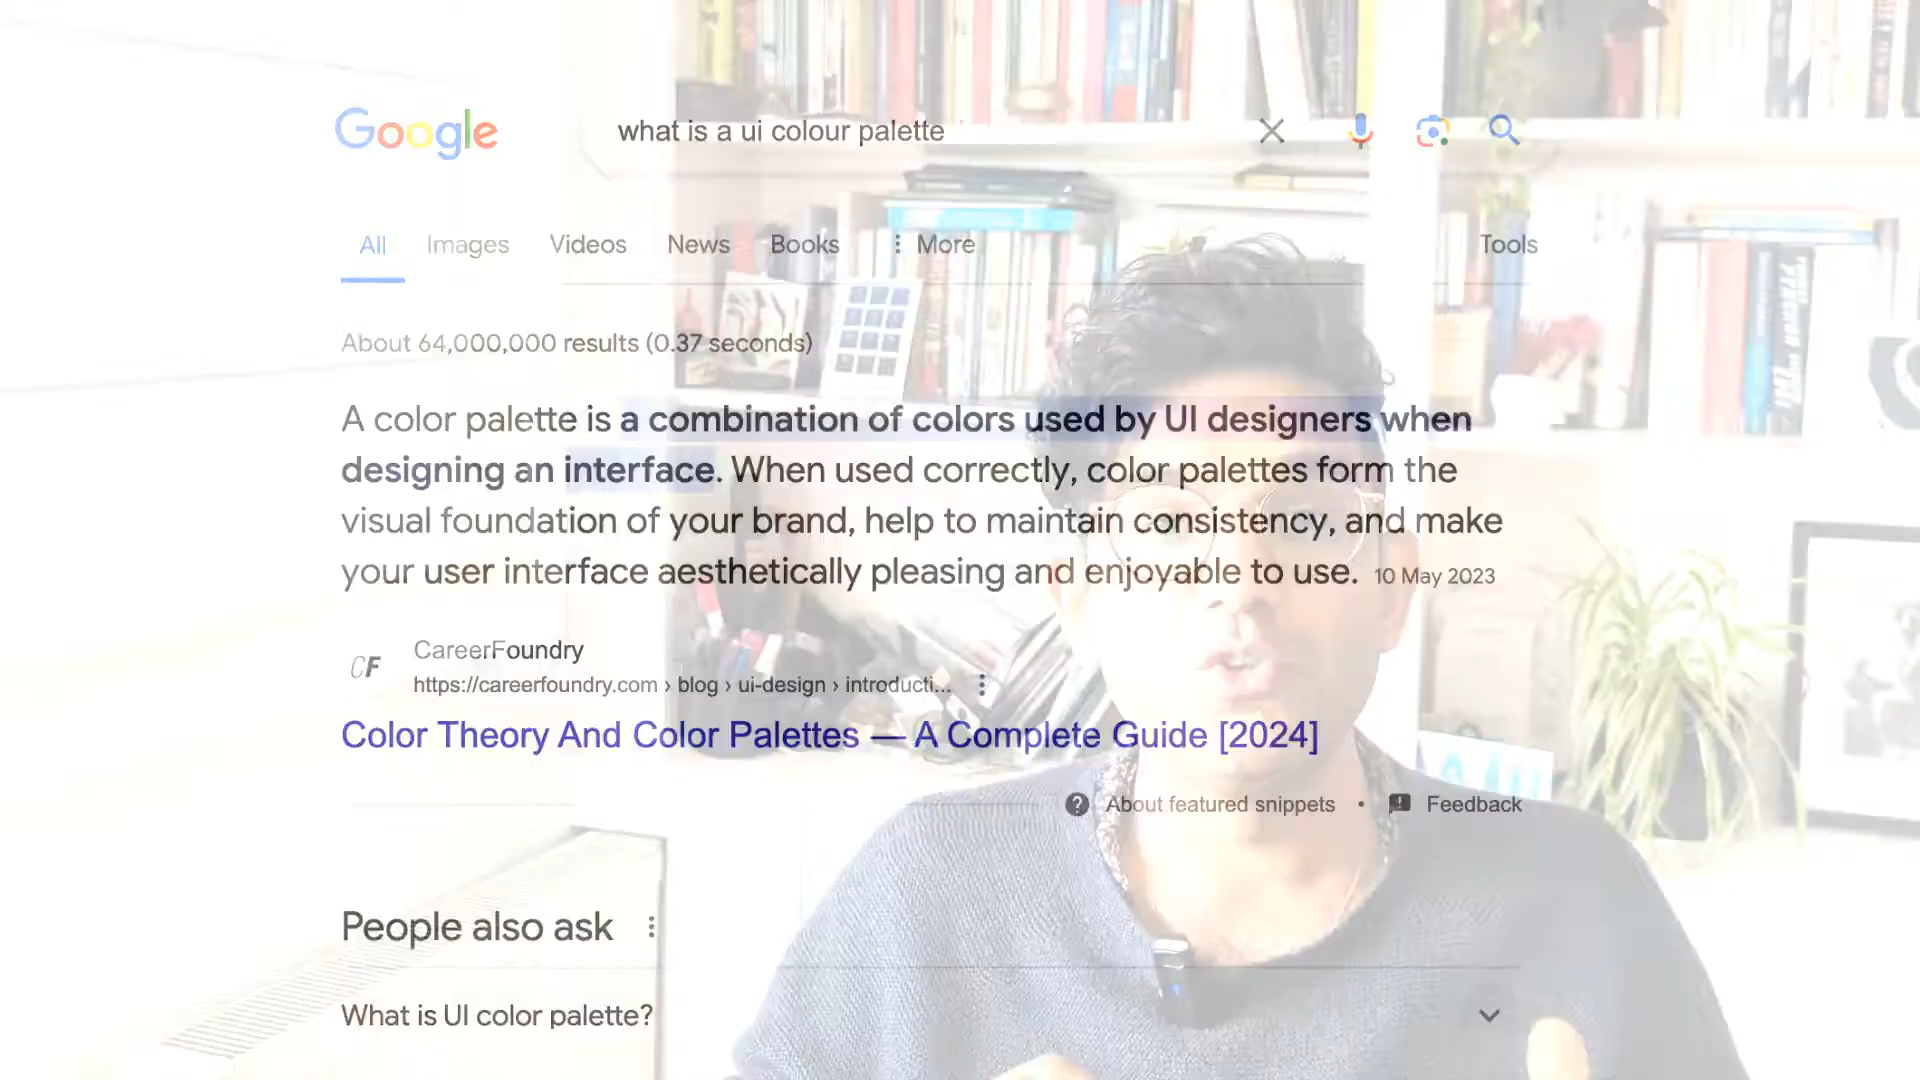 Google
what is a ui colour palette
All Images Videos News Books More Tools
About 64,000,000 results (0.37 seconds)
A color palette is a combination of colors used by UI designers when
designing an interface. When used correctly, color palettes form the
visual foundation of your brand, help to maintain consistency, and make
your user interface aesthetically pleasing and enjoyable to use. 10 May 2023
CF
CareerFoundry
https://careerfoundry.com › blog › ui-design › introducti...
Color Theory And Color Palettes — A Complete Guide [2024]
About featured snippets • Feedback
People also ask
What is UI color palette?